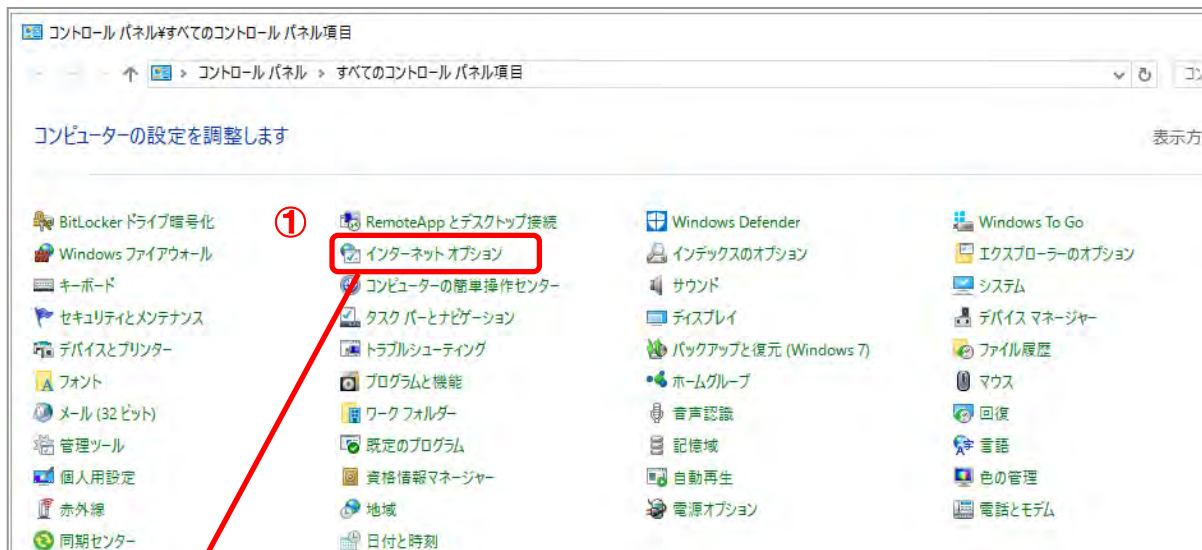 コントロール パネル¥すべてのコントロール パネル項目
コントロール パネル > すべてのコントロール パネル項目
コンピューターの設定を調整します
表示方
BitLocker ドライブ暗号化
①
RemoteApp とデスクトップ接続
Windows Defender
Windows To Go
Windows ファイアウォール
インターネット オプション
インデックスのオプション
エクスプローラーのオプション
キーボード
コンピューターの簡単操作センター
サウンド
システム
セキュリティとメンテナンス
タスク バーとナビゲーション
ディスプレイ
デバイス マネージャー
デバイスとプリンター
トラブルシューティング
バックアップと復元 (Windows 7)
ファイル履歴
フォント
プログラムと機能
ホームグループ
マウス
メール (32 ビット)
ワーク フォルダー
音声認識
回復
管理ツール
既定のプログラム
記憶域
言語
個人用設定
資格情報マネージャー
自動再生
色の管理
赤外線
地域
電源オプション
電話とモデム
同期センター
日付と時刻